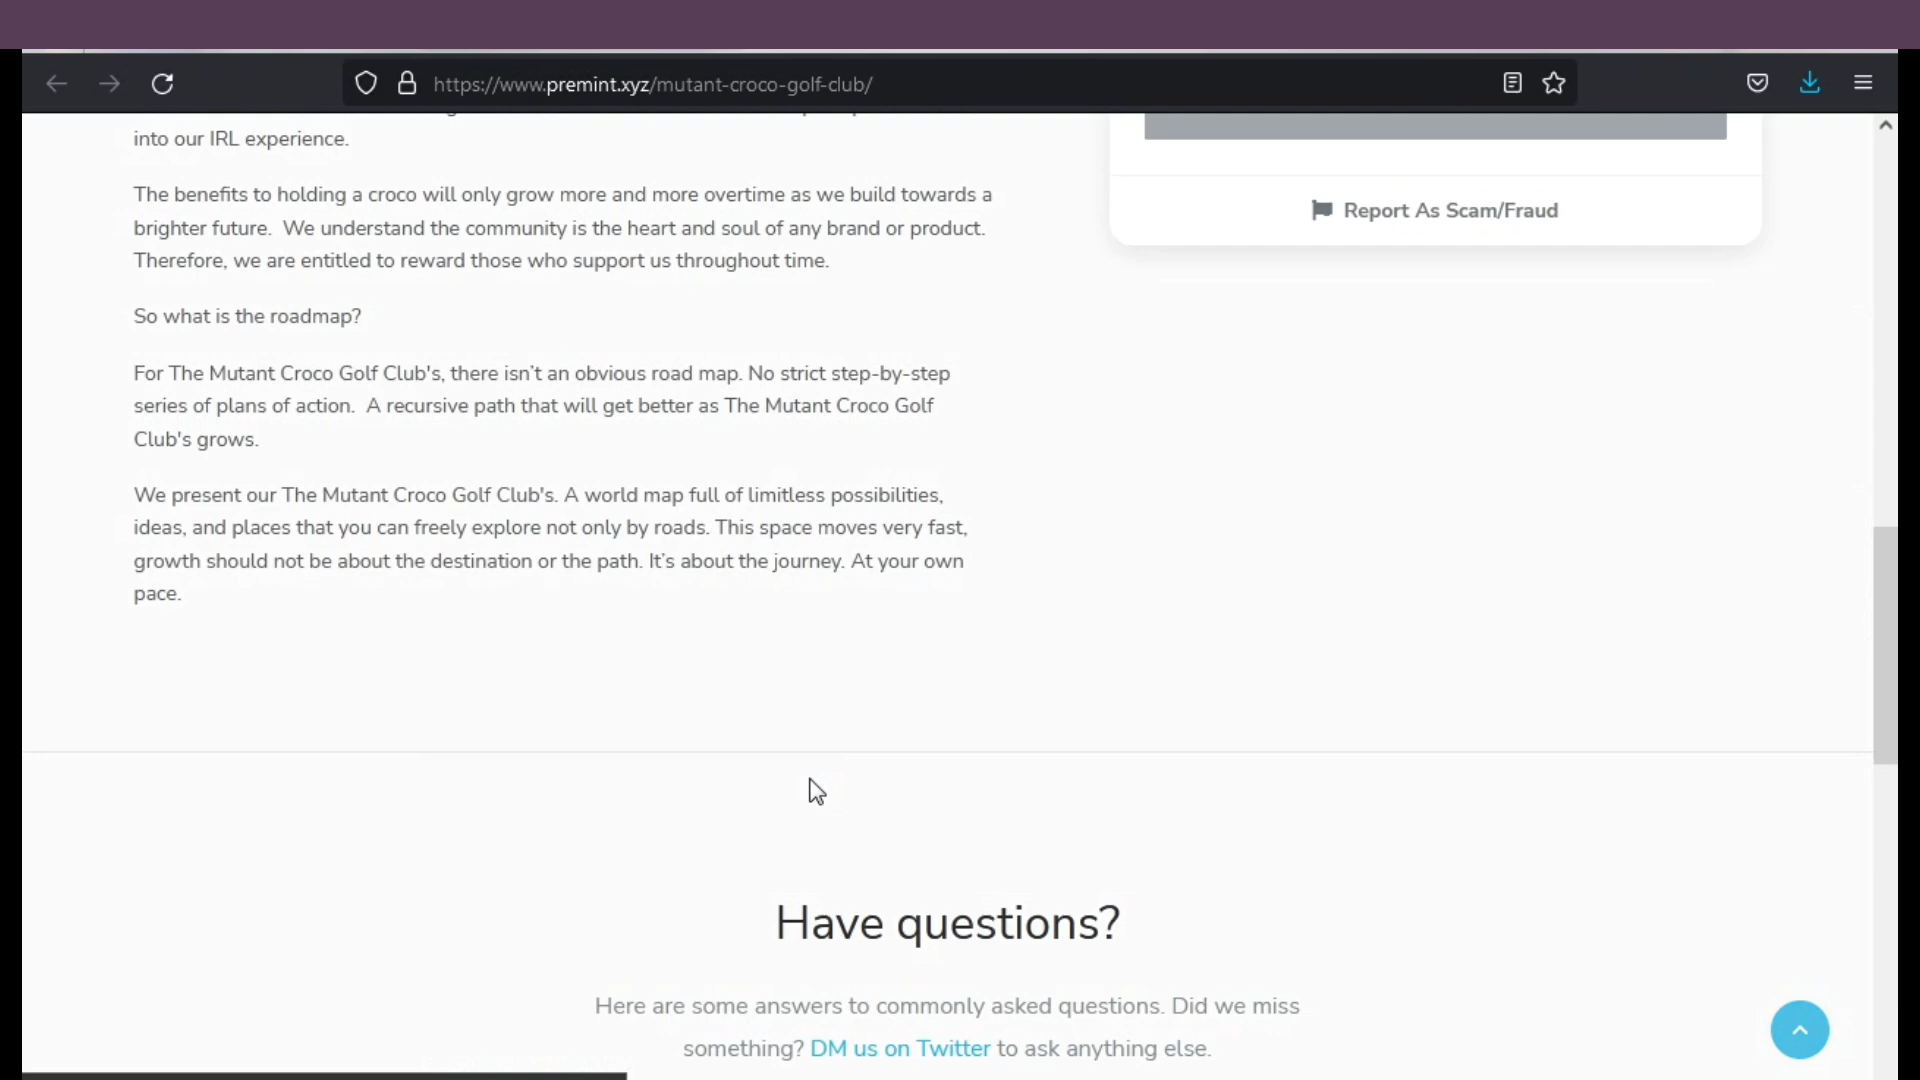 https://www.premint.xyz/mutant-croco-golf-club/
into our IRL experience.
The benefits to holding a croco will only grow more and more overtime as we build towards a
brighter future.  We understand the community is the heart and soul of any brand or product.
Therefore, we are entitled to reward those who support us throughout time.
So what is the roadmap?
For The Mutant Croco Golf Club's, there isn’t an obvious road map. No strict step-by-step
series of plans of action.  A recursive path that will get better as The Mutant Croco Golf
Club's grows.
We present our The Mutant Croco Golf Club's. A world map full of limitless possibilities,
ideas, and places that you can freely explore not only by roads. This space moves very fast,
growth should not be about the destination or the path. It’s about the journey. At your own
pace.
Report As Scam/Fraud
Have questions?
Here are some answers to commonly asked questions. Did we miss
something? DM us on Twitter to ask anything else.